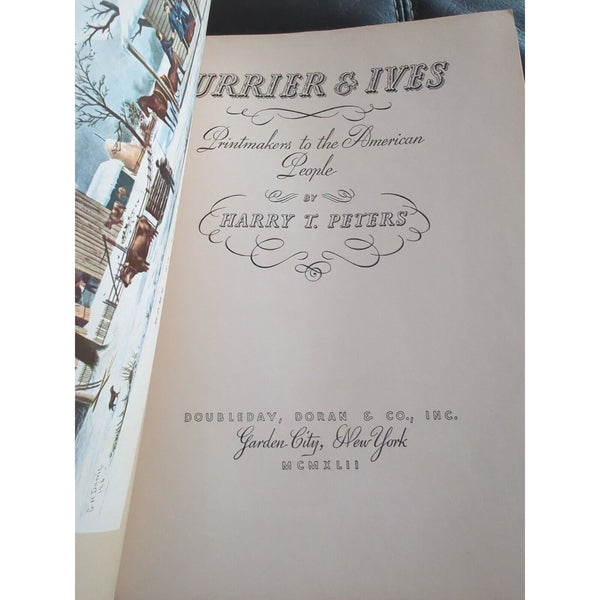 URRIER & IVES
Printmakers to the American
People
BY
HARRY T. PETERS
DOUBLEDAY, DORAN & CO., INC.
Garden City, New York
MCMXLII